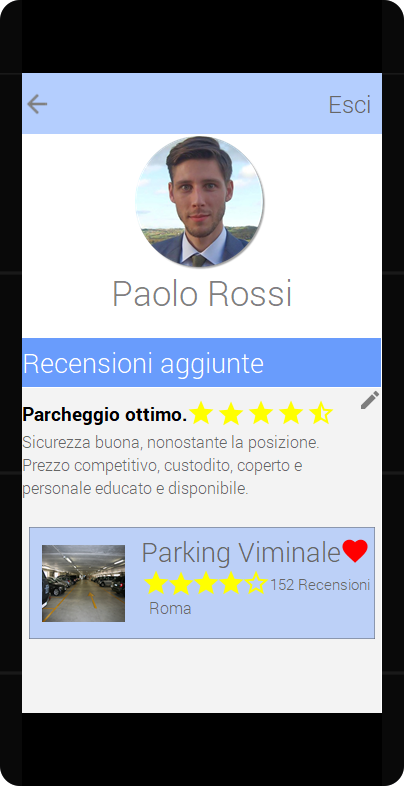 Esci
Paolo Rossi
Recensioni aggiunte
Parcheggio ottimo.
Sicurezza buona, nonostante la posizione.
Prezzo competitivo, custodito, coperto e
personale educato e disponibile.
Parking Viminale
152 Recensioni
Roma